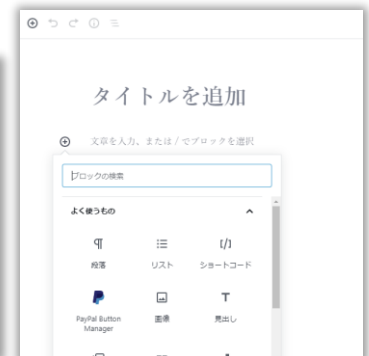 タイトルを追加
文章を入力、または / でブロックを選択
ブロックの検索
よく使うもの
段落
リスト
[/]
ショートコード
PayPal Button
Manager
画像
T
見出し